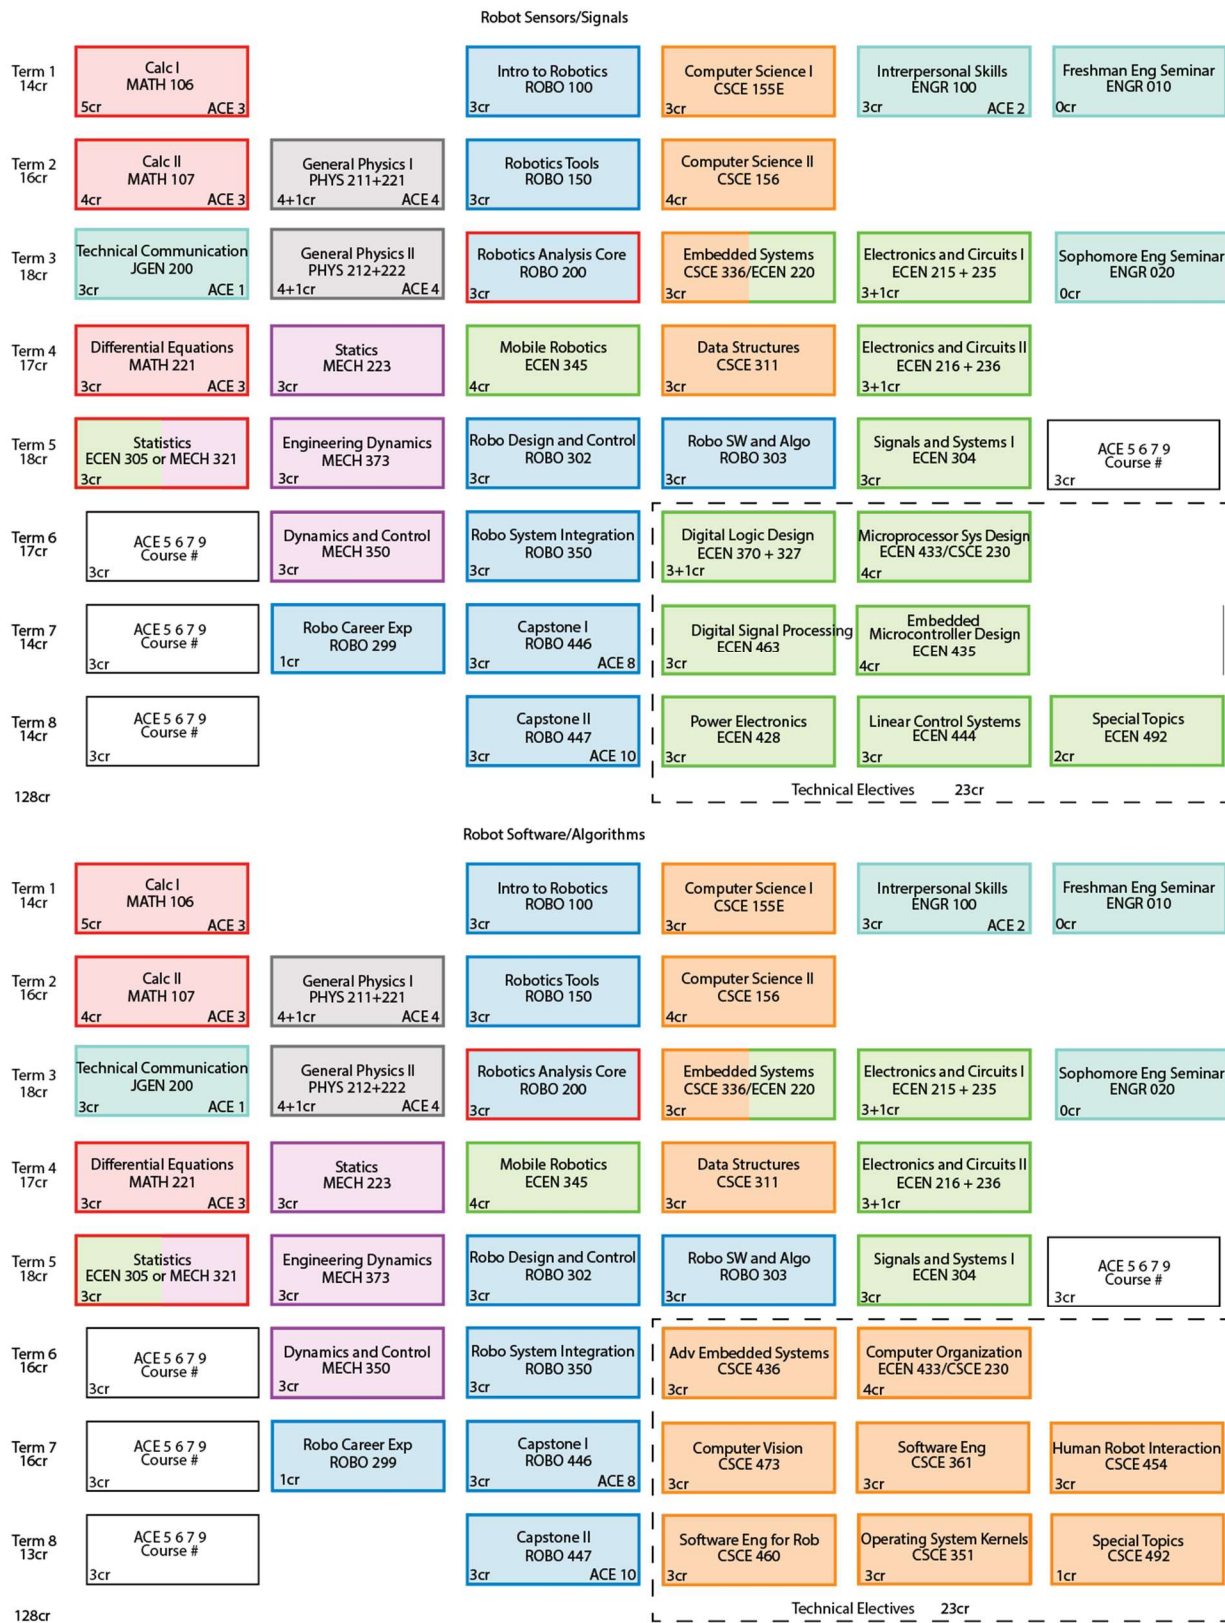 Robot Sensors/Signals
Term 1
14cr
Calc I
MATH 106
5cr
ACE 3
Intro to Robotics
ROBO 100
3cr
Computer Science I
CSCE 155E
3cr
Intrerpersonal Skills
ENGR 100
3cr
ACE 2
Freshman Eng Seminar
ENGR 010
0cr
Term 2
16cr
Calc II
MATH 107
4cr
ACE 3
General Physics I
PHYS 211+221
4+1cr
ACE 4
Robotics Tools
ROBO 150
3cr
Computer Science II
CSCE 156
4cr
Term 3
18cr
Technical Communication
JGEN 200
3cr
ACE 1
General Physics II
PHYS 212+222
4+1cr
ACE 4
Robotics Analysis Core
ROBO 200
3cr
Embedded Systems
CSCE 336/ECEN 220
3cr
Electronics and Circuits I
ECEN 215 + 235
3+1cr
Sophomore Eng Seminar
ENGR 020
0cr
Term 4
17cr
Differential Equations
MATH 221
3cr
ACE 3
Statics
MECH 223
3cr
Mobile Robotics
ECEN 345
4cr
Data Structures
CSCE 311
3cr
Electronics and Circuits II
ECEN 216 + 236
3+1cr
Term 5
18cr
Statistics
ECEN 305 or MECH 321
3cr
Engineering Dynamics
MECH 373
3cr
Robo Design and Control
ROBO 302
3cr
Robo SW and Algo
ROBO 303
3cr
Signals and Systems I
ECEN 304
3cr
ACE 5 6 7 9
Course #
3cr
Term 6
17cr
ACE 5 6 7 9
Course #
3cr
Dynamics and Control
MECH 350
3cr
Robo System Integration
ROBO 350
3cr
Digital Logic Design
ECEN 370 + 327
3+1cr
Microprocessor Sys Design
ECEN 433/CSCE 230
4cr
Term 7
14cr
ACE 5 6 7 9
Course #
3cr
Robo Career Exp
ROBO 299
1cr
Capstone I
ROBO 446
3cr
ACE 8
Digital Signal Processing
ECEN 463
3cr
Embedded
Microcontroller Design
ECEN 435
4cr
Term 8
14cr
ACE 5 6 7 9
Course #
3cr
Capstone II
ROBO 447
3cr
ACE 10
Power Electronics
ECEN 428
3cr
Linear Control Systems
ECEN 444
3cr
Special Topics
ECEN 492
2cr
128cr
Technical Electives 23cr
Robot Software/Algorithms
Term 1
14cr
Calc I
MATH 106
5cr
ACE 3
Intro to Robotics
ROBO 100
3cr
Computer Science I
CSCE 155E
3cr
Intrerpersonal Skills
ENGR 100
3cr
ACE 2
Freshman Eng Seminar
ENGR 010
0cr
Term 2
16cr
Calc II
MATH 107
4cr
ACE 3
General Physics I
PHYS 211+221
4+1cr
ACE 4
Robotics Tools
ROBO 150
3cr
Computer Science II
CSCE 156
4cr
Term 3
18cr
Technical Communication
JGEN 200
3cr
ACE 1
General Physics II
PHYS 212+222
4+1cr
ACE 4
Robotics Analysis Core
ROBO 200
3cr
Embedded Systems
CSCE 336/ECEN 220
3cr
Electronics and Circuits I
ECEN 215 + 235
3+1cr
Sophomore Eng Seminar
ENGR 020
0cr
Term 4
17cr
Differential Equations
MATH 221
3cr
ACE 3
Statics
MECH 223
3cr
Mobile Robotics
ECEN 345
4cr
Data Structures
CSCE 311
3cr
Electronics and Circuits II
ECEN 216 + 236
3+1cr
Term 5
18cr
Statistics
ECEN 305 or MECH 321
3cr
Engineering Dynamics
MECH 373
3cr
Robo Design and Control
ROBO 302
3cr
Robo SW and Algo
ROBO 303
3cr
Signals and Systems I
ECEN 304
3cr
ACE 5 6 7 9
Course #
3cr
Term 6
16cr
ACE 5 6 7 9
Course #
3cr
Dynamics and Control
MECH 350
3cr
Robo System Integration
ROBO 350
3cr
Adv Embedded Systems
CSCE 436
3cr
Computer Organization
ECEN 433/CSCE 230
4cr
Term 7
16cr
ACE 5 6 7 9
Course #
3cr
Robo Career Exp
ROBO 299
1cr
Capstone I
ROBO 446
3cr
ACE 8
Computer Vision
CSCE 473
3cr
Software Eng
CSCE 361
3cr
Human Robot Interaction
CSCE 454
3cr
Term 8
13cr
ACE 5 6 7 9
Course #
3cr
Capstone II
ROBO 447
3cr
ACE 10
Software Eng for Rob
CSCE 460
3cr
Operating System Kernels
CSCE 351
3cr
Special Topics
CSCE 492
1cr
128cr
Technical Electives 23cr